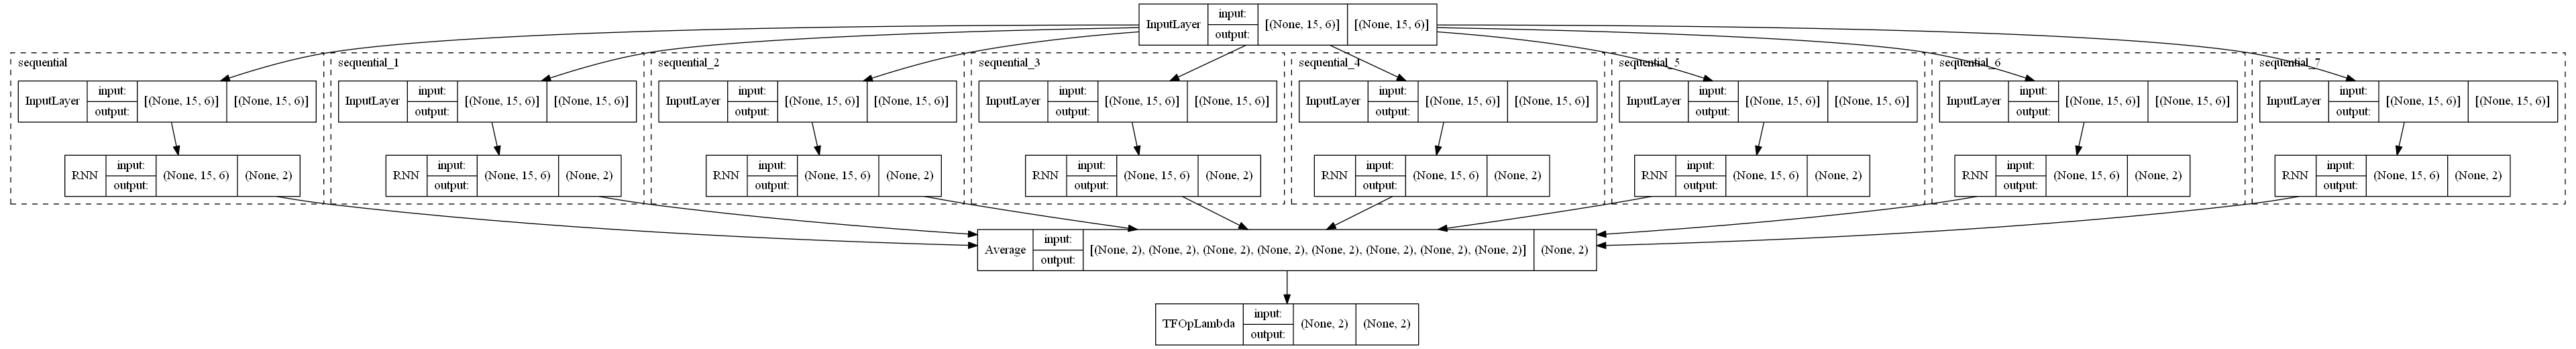 InputLayer input: [(None, 15, 6)] [(None, 15, 6)]
output:
sequential sequential_1 sequential_2 sequential_3 sequential_4 sequential_5 sequential_6 sequential_7
InputLayer input: [(None, 15, 6)] [(None, 15, 6)]
output:
InputLayer input: [(None, 15, 6)] [(None, 15, 6)]
output:
InputLayer input: [(None, 15, 6)] [(None, 15, 6)]
output:
InputLayer input: [(None, 15, 6)] [(None, 15, 6)]
output:
InputLayer input: [(None, 15, 6)] [(None, 15, 6)]
output:
InputLayer input: [(None, 15, 6)] [(None, 15, 6)]
output:
InputLayer input: [(None, 15, 6)] [(None, 15, 6)]
output:
InputLayer input: [(None, 15, 6)] [(None, 15, 6)]
output:
RNN input: (None, 15, 6) (None, 2)
output:
RNN input: (None, 15, 6) (None, 2)
output:
RNN input: (None, 15, 6) (None, 2)
output:
RNN input: (None, 15, 6) (None, 2)
output:
RNN input: (None, 15, 6) (None, 2)
output:
RNN input: (None, 15, 6) (None, 2)
output:
RNN input: (None, 15, 6) (None, 2)
output:
RNN input: (None, 15, 6) (None, 2)
output:
Average input: [(None, 2), (None, 2), (None, 2), (None, 2), (None, 2), (None, 2), (None, 2), (None, 2)] (None, 2)
output:
TFOpLambda input: (None, 2) (None, 2)
output: